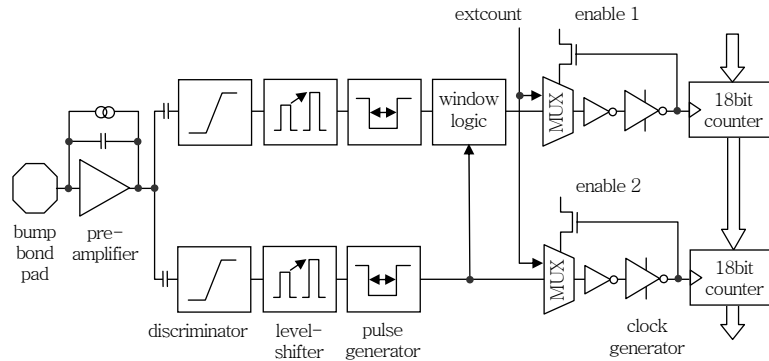 extcount
enable 1
window
logic
MUX
18bit
counter
bump
bond
pad
pre-
amplifier
enable 2
MUX
18bit
counter
discriminator
level-
shifter
pulse
generator
clock
generator